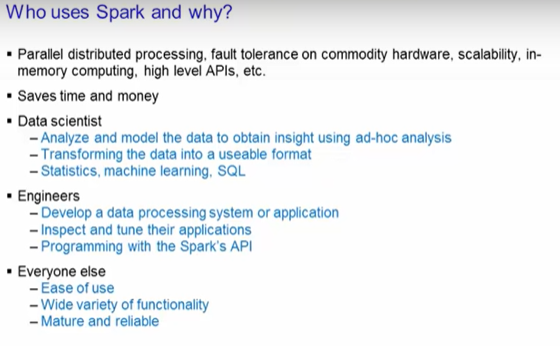 Who uses Spark and why?
▪ Parallel distributed processing, fault tolerance on commodity hardware, scalability, in-
memory computing, high level APIs, etc.
▪ Saves time and money
▪ Data scientist
– Analyze and model the data to obtain insight using ad-hoc analysis
– Transforming the data into a useable format
– Statistics, machine learning, SQL
▪ Engineers
– Develop a data processing system or application
– Inspect and tune their applications
– Programming with the Spark's API
▪ Everyone else
– Ease of use
– Wide variety of functionality
– Mature and reliable